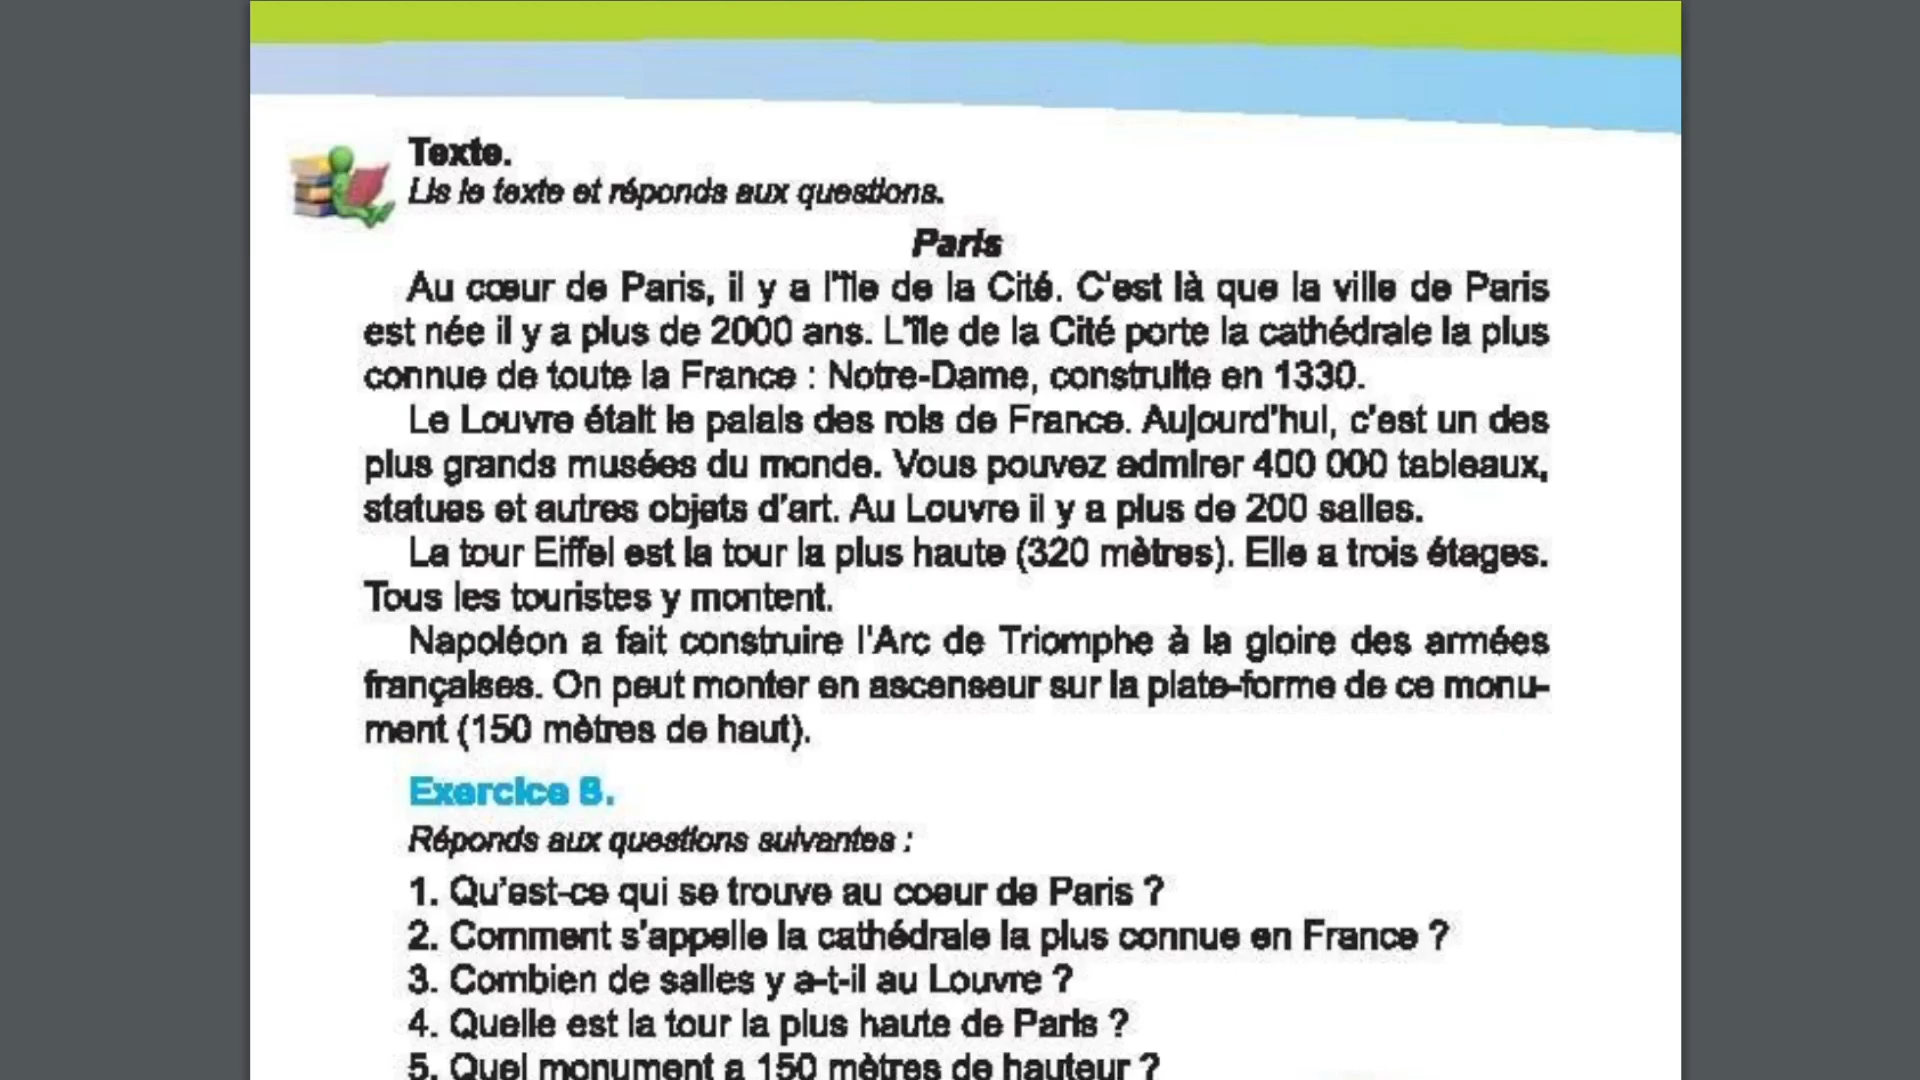 Texte.
Lis le texte et réponds aux questions.
Paris
Au cœur de Paris, il y a l'île de la Cité. C'est là que la ville de Paris
est née il y a plus de 2000 ans. L'île de la Cité porte la cathédrale la plus
connue de toute la France : Notre-Dame, construite en 1330.
Le Louvre était le palais des rois de France. Aujourd'hui, c'est un des
plus grands musées du monde. Vous pouvez admirer 400 000 tableaux,
statues et autres objets d'art. Au Louvre il y a plus de 200 salles.
La tour Eiffel est la tour la plus haute (320 mètres). Elle a trois étages.
Tous les touristes y montent.
Napoléon a fait construire l'Arc de Triomphe à la gloire des armées
françaises. On peut monter en ascenseur sur la plate-forme de ce monu-
ment (150 mètres de haut).
Exercice 8.
Réponds aux questions suivantes :
1. Qu'est-ce qui se trouve au coeur de Paris ?
2. Comment s'appelle la cathédrale la plus connue en France ?
3. Combien de salles y a-t-il au Louvre ?
4. Quelle est la tour la plus haute de Paris ?
5. Quel monument a 150 mètres de hauteur ?